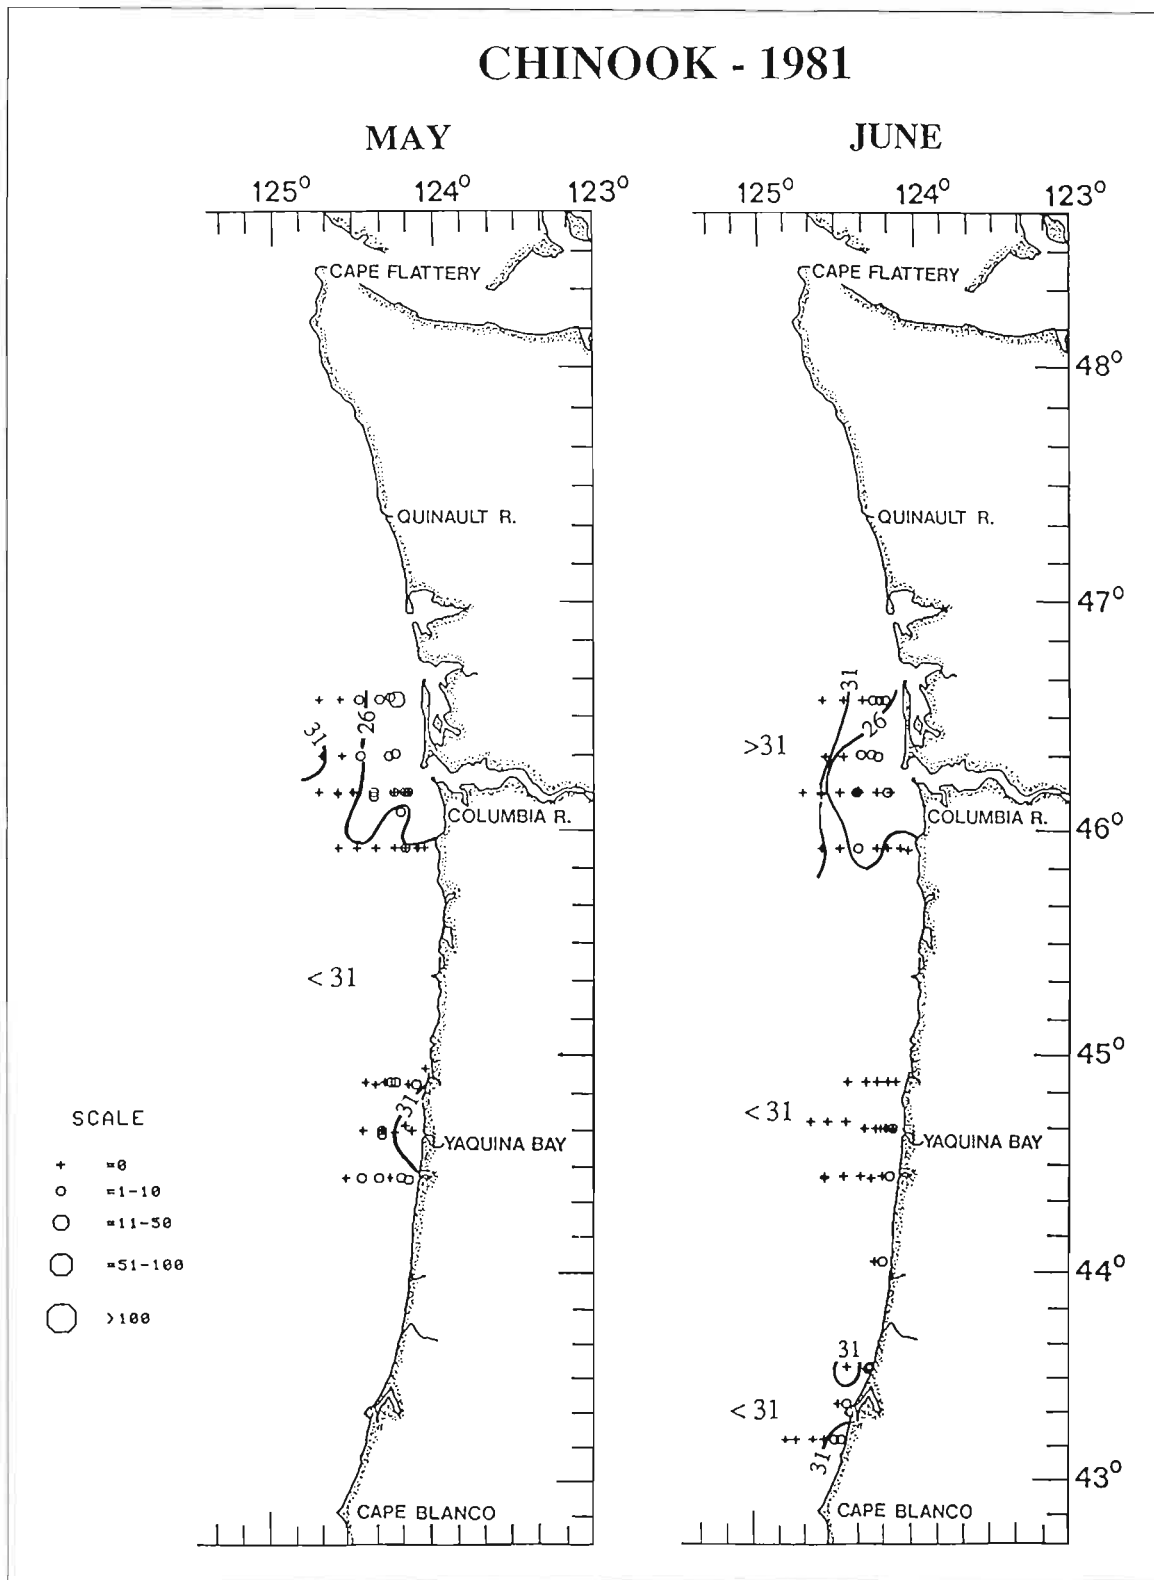 CHINOOK - 1981
MAY
125° 124° 123°
CAPE FLATTERY
QUINAULT R.
31
26
COLUMBIA R.
< 31
31
YAQUINA BAY
CAPE BLANCO
SCALE
+ =0
=1-10
=11-50
=51-100
>100
JUNE
125° 124° 123°
CAPE FLATTERY
48°
QUINAULT R.
47°
31
26
>31
46°
COLUMBIA R.
45°
< 31
YAQUINA BAY
44°
31
< 31
31
43°
CAPE BLANCO